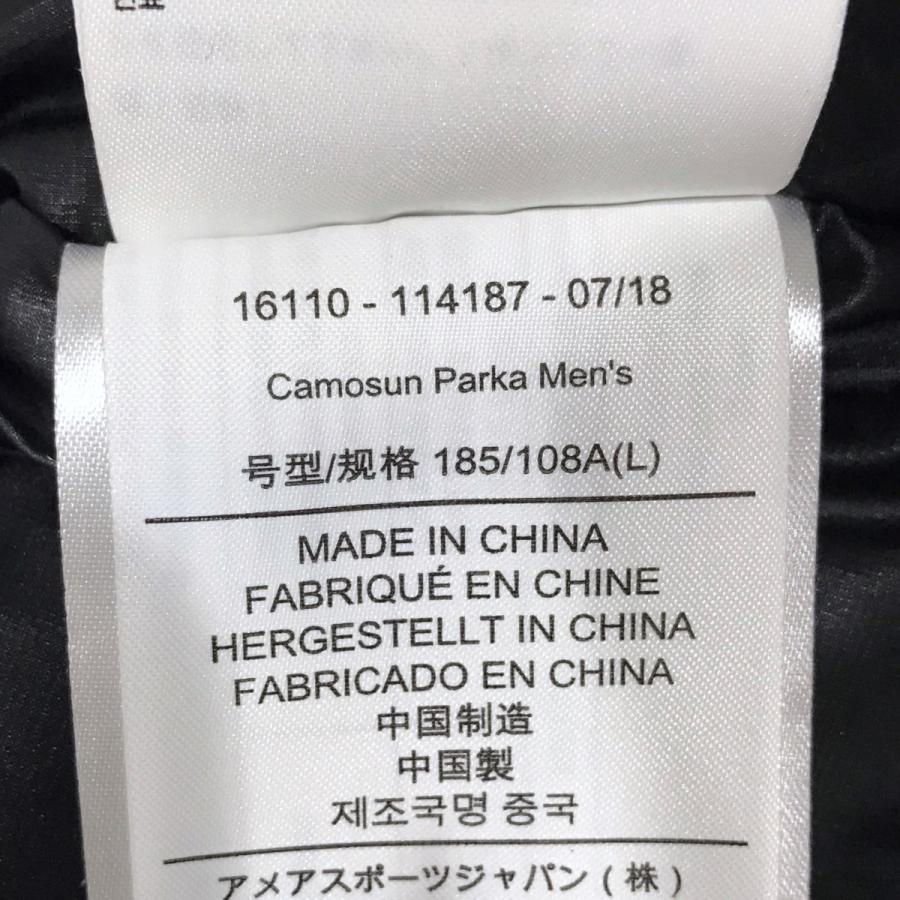 16110 - 114187 - 07/18
Camosun Parka Men's
号型/规格 185/108A(L)
MADE IN CHINA
FABRIQUÉ EN CHINE
HERGESTELLT IN CHINA
FABRICADO EN CHINA
中国制造
中国製
제조국명 중국
アメアスポーツジャパン(株)